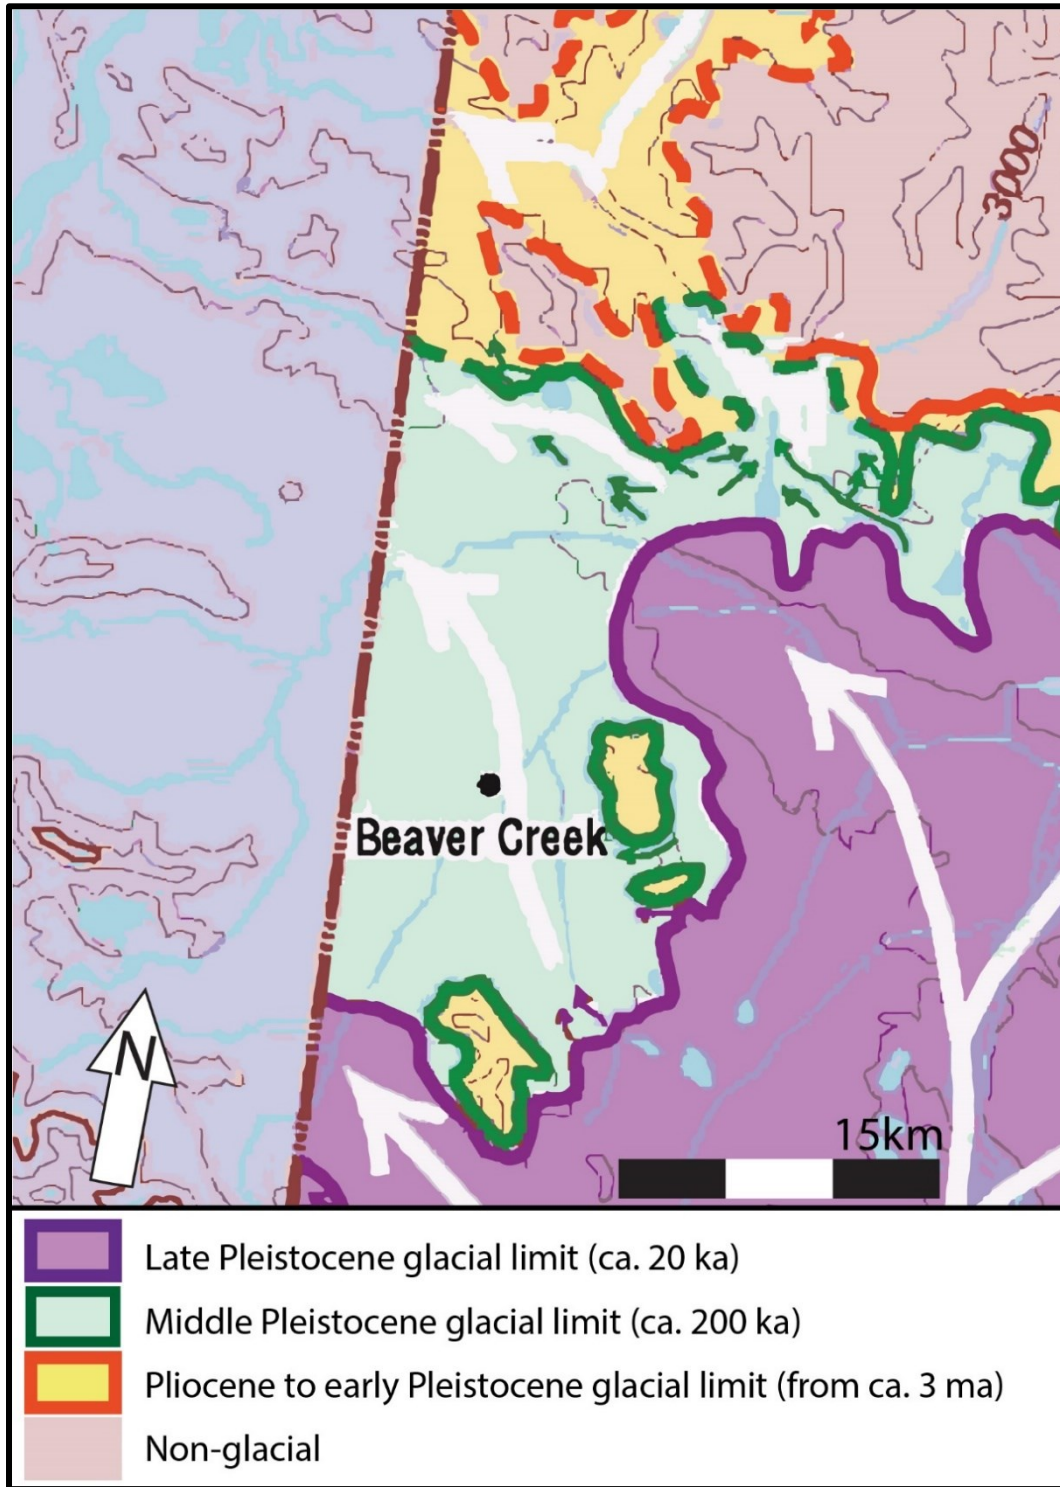 3000
Beaver Creek
N
15km
Late Pleistocene glacial limit (ca. 20 ka)
Middle Pleistocene glacial limit (ca. 200 ka)
Pliocene to early Pleistocene glacial limit (from ca. 3 ma)
Non-glacial